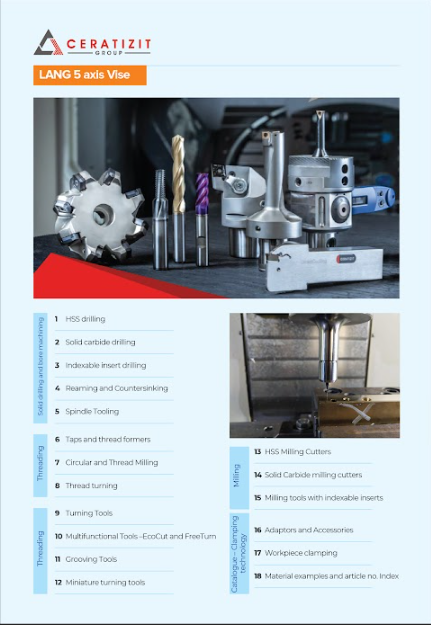 CERATIZIT
GROUP
LANG 5 axis Vise
Solid drilling and bore machining
1 HSS drilling
2 Solid carbide drilling
3 Indexable insert drilling
4 Reaming and Countersinking
5 Spindle Tooling
Threading
6 Taps and thread formers
7 Circular and Thread Milling
8 Thread turning
Threading
9 Turning Tools
10 Multifunctional Tools –EcoCut and FreeTurn
11 Grooving Tools
12 Miniature turning tools
Milling
13 HSS Milling Cutters
14 Solid Carbide milling cutters
15 Milling tools with indexable inserts
Catalogue – Clamping
technology
16 Adaptors and Accessories
17 Workpiece clamping
18 Material examples and article no. Index